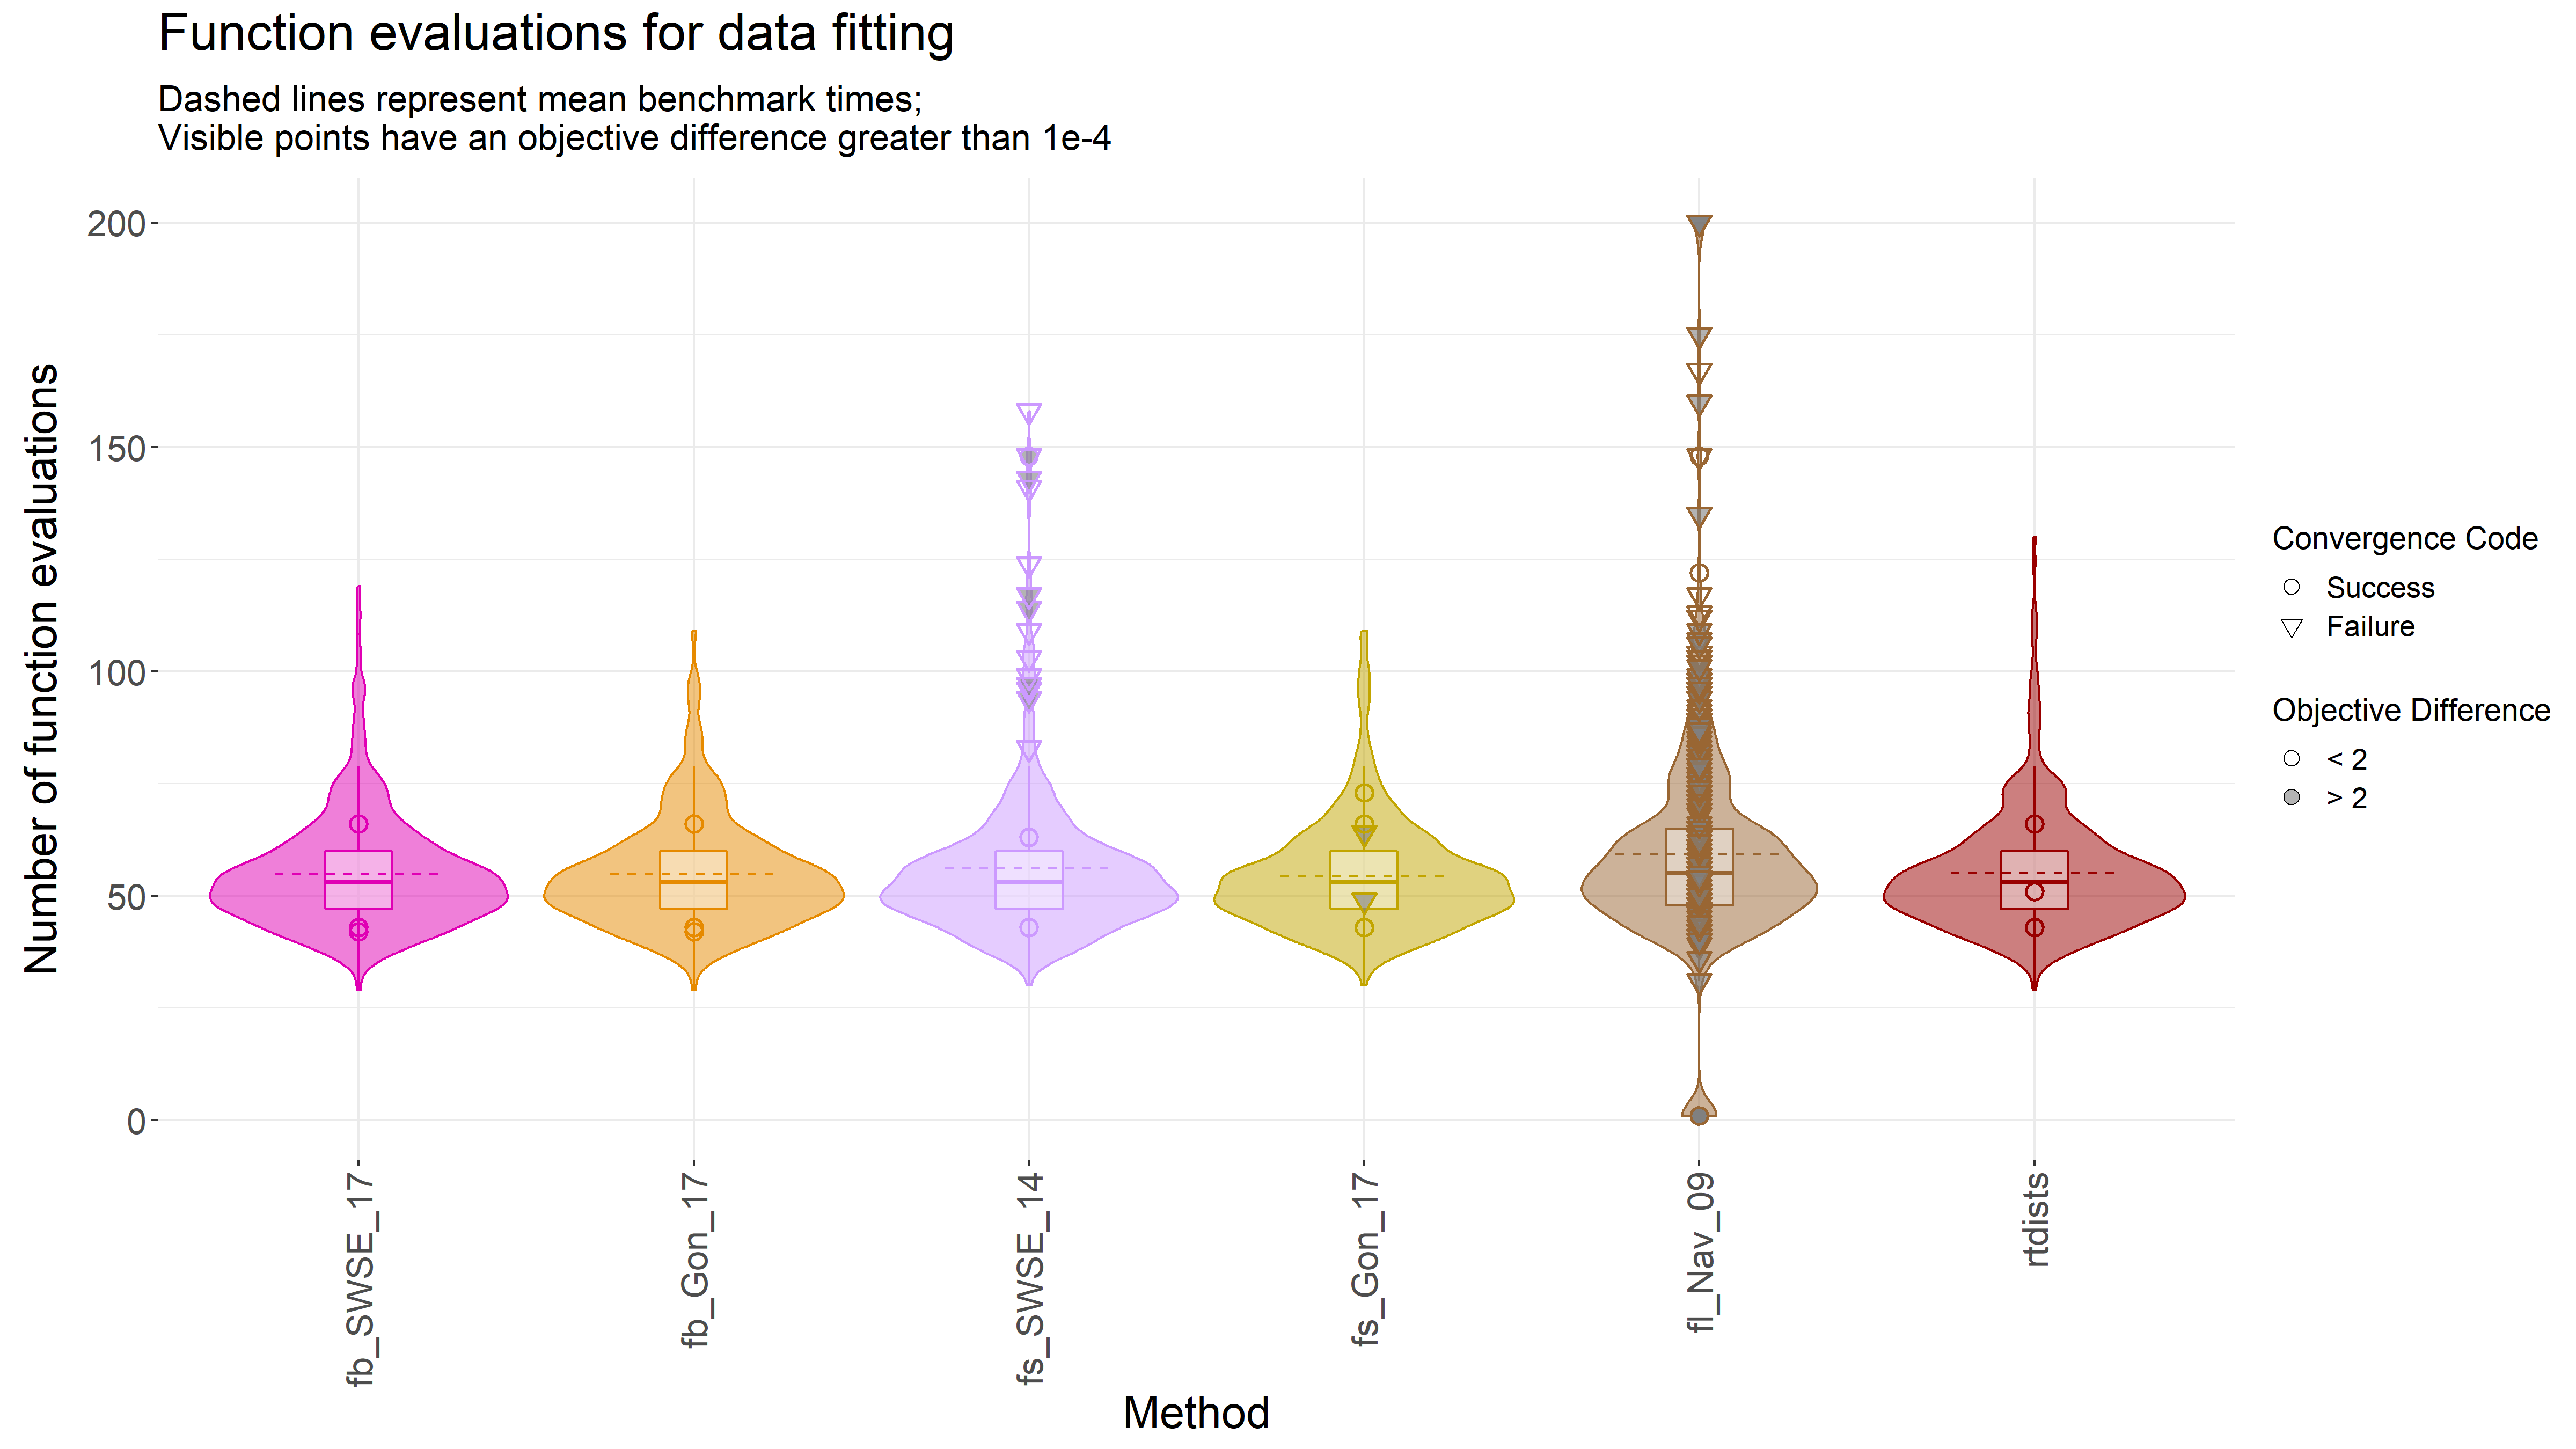 Function evaluations for data fitting
Dashed lines represent mean benchmark times;
Visible points have an objective difference greater than 1e-4
Number of function evaluations
200
150
100
50
0
fb_SWSE_17
fb_Gon_17
fs_SWSE_14
fs_Gon_17
fl_Nav_09
rtdists
Method
Convergence Code
Success
Failure
Objective Difference
< 2
> 2